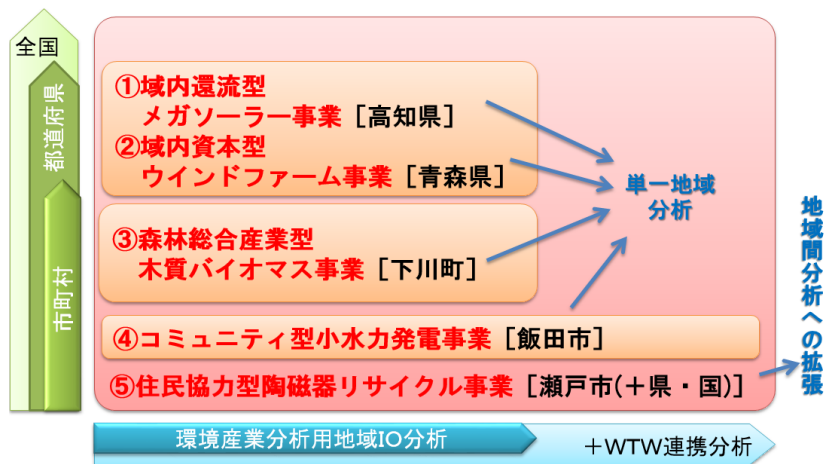 全国
都道府県
市町村
①域内還流型
メガソーラー事業［高知県］
②域内資本型
ウインドファーム事業［青森県］
③森林総合産業型
木質バイオマス事業［下川町］
④コミュニティ型小水力発電事業［飯田市］
⑤住民協力型陶磁器リサイクル事業［瀬戸市(＋県・国)］
単一地域
分析
地域間分析への拡張
環境産業分析用地域IO分析
＋WTW連携分析